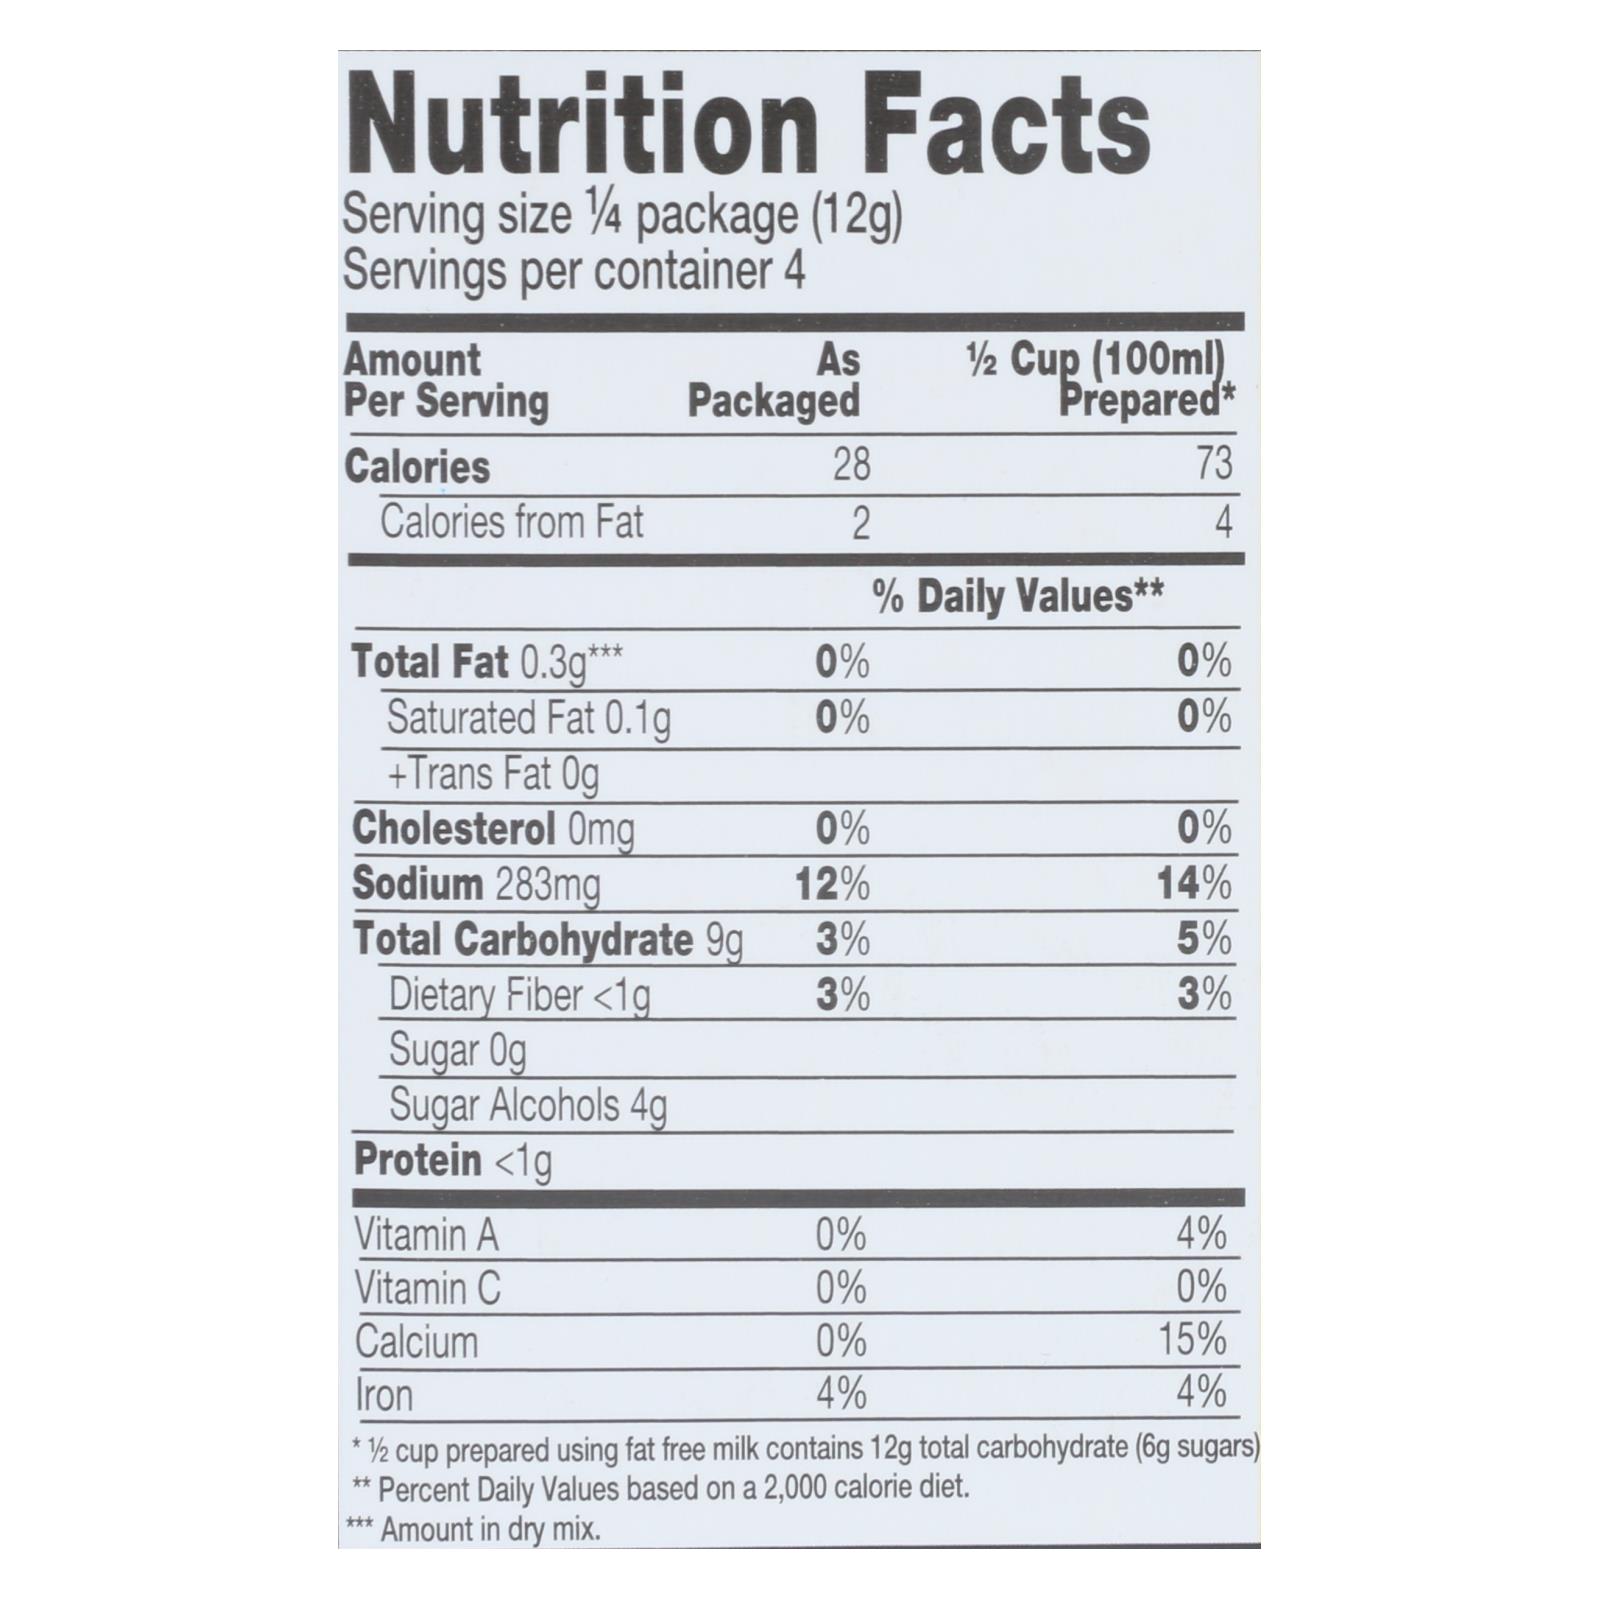 Nutrition Facts
Serving size ¼ package (12g)
Servings per container 4
Amount As ½ Cup (100ml)
Per Serving Packaged Prepared*
Calories 28 73
Calories from Fat 2 4
% Daily Values**
Total Fat 0.3g*** 0% 0%
Saturated Fat 0.1g 0% 0%
+Trans Fat 0g
Cholesterol 0mg 0% 0%
Sodium 283mg 12% 14%
Total Carbohydrate 9g 3% 5%
Dietary Fiber <1g 3% 3%
Sugar 0g
Sugar Alcohols 4g
Protein <1g
Vitamin A 0% 4%
Vitamin C 0% 0%
Calcium 0% 15%
Iron 4% 4%
* ½ cup prepared using fat free milk contains 12g total carbohydrate (6g sugars)
** Percent Daily Values based on a 2,000 calorie diet.
*** Amount in dry mix.